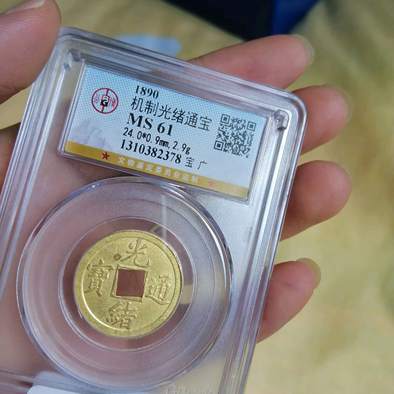 1890
机制光绪通宝
MS 61
24.0*0.9mm,2.9g
1310382378 宝 广
光
寶 通
緒